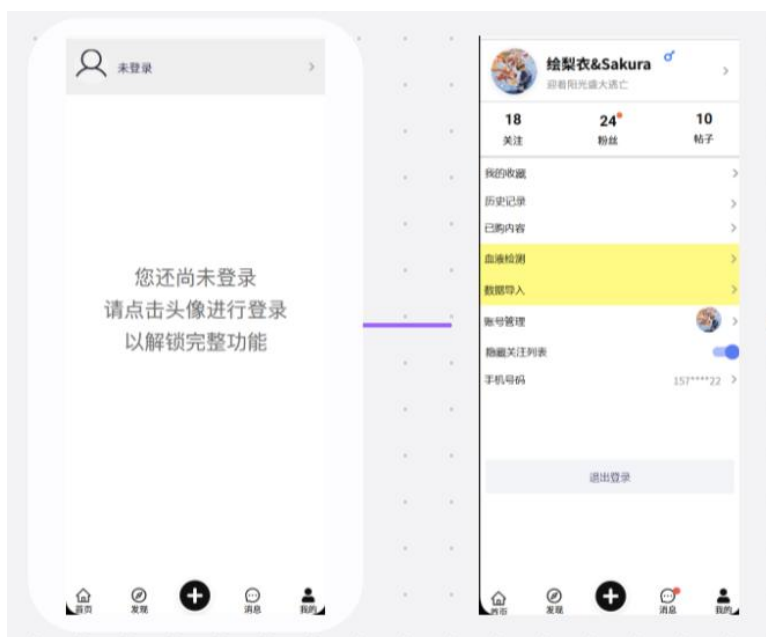 未登录
您还尚未登录
请点击头像进行登录
以解锁完整功能
首页
发现
消息
我的
绘梨衣&Sakura
迎着阳光盛大逃亡
18
24
10
关注
粉丝
帖子
我的收藏
历史记录
已购内容
血液检测
数据导入
账号管理
隐藏关注列表
手机号码
157****22
退出登录
首页
发现
消息
我的